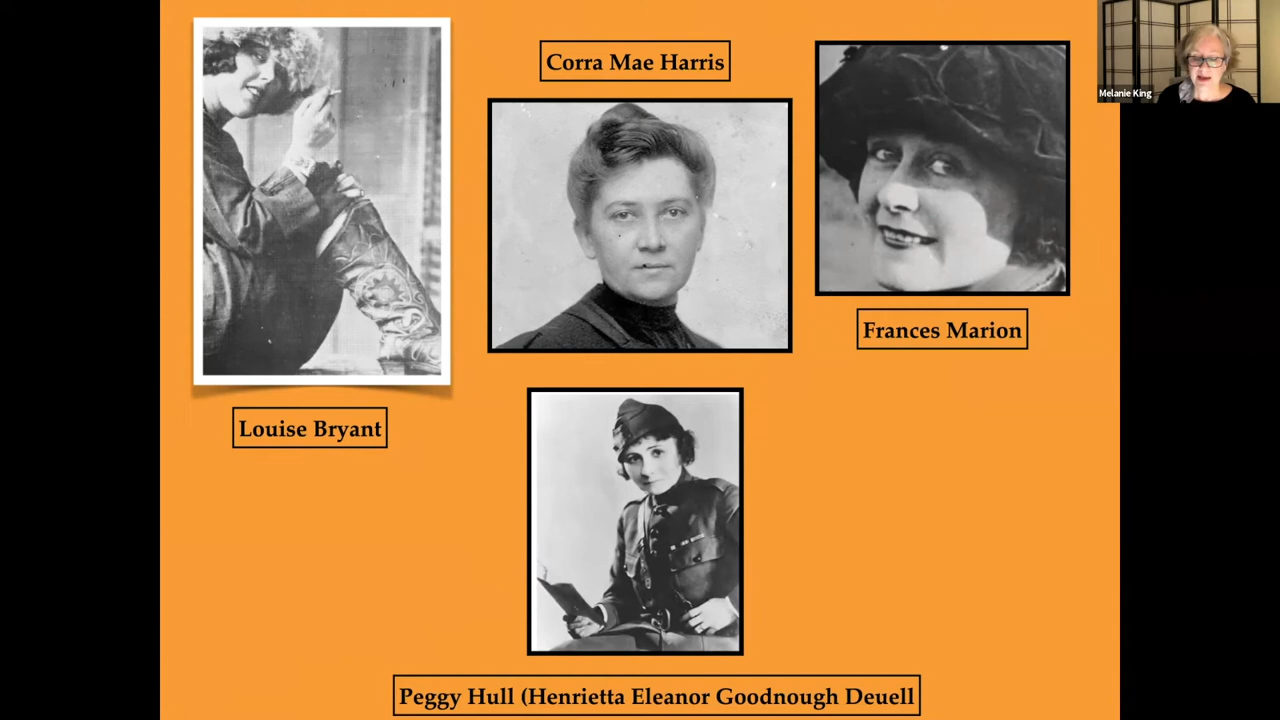 Corra Mae Harris
Melanie King
Frances Marion
Louise Bryant
Peggy Hull (Henrietta Eleanor Goodnough Deuell